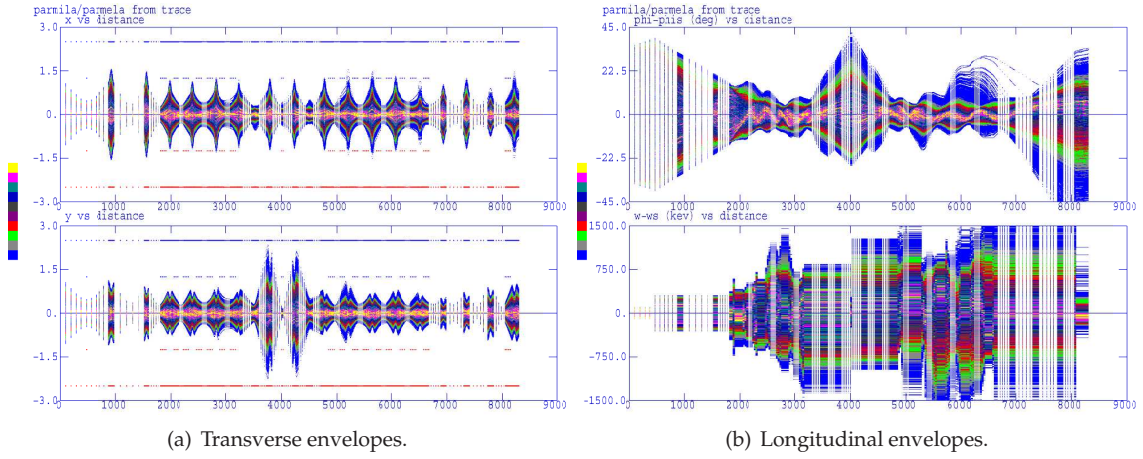 parmila/parmela from trace
x vs distance
3.0
1.5
0.
-1.5
-3.0
0 1000 2000 3000 4000 5000 6000 7000 8000 9000
y vs distance
3.0
1.5
0.
-1.5
-3.0
0 1000 2000 3000 4000 5000 6000 7000 8000 9000
(a) Transverse envelopes.
parmila/parmela from trace
phi-phis (deg) vs distance
45.0
22.5
0.0
-22.5
-45.0
0 1000 2000 3000 4000 5000 6000 7000 8000 9000
w-ws (kev) vs distance
1500.0
750.0
0.0
-750.0
-1500.0
0 1000 2000 3000 4000 5000 6000 7000 8000 9000
(b) Longitudinal envelopes.